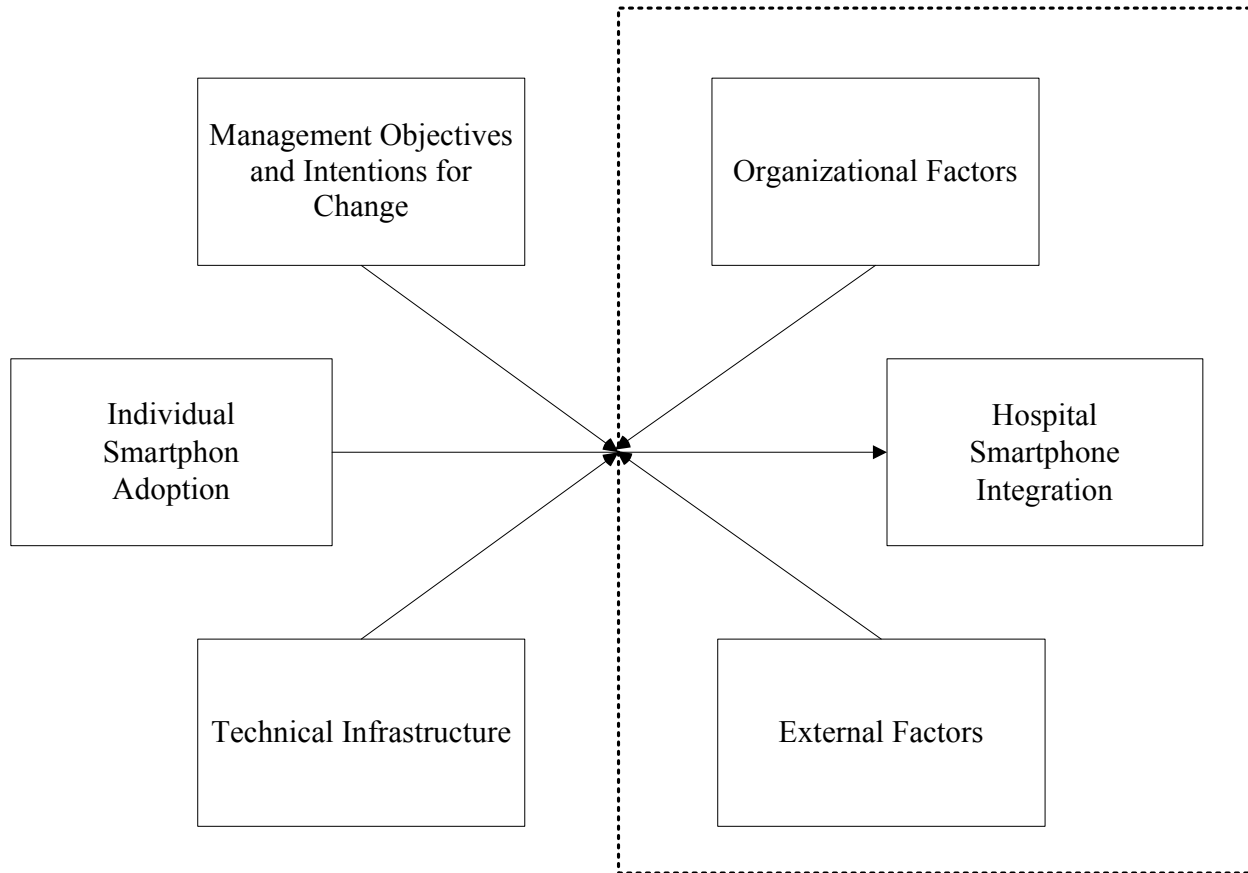 Management Objectives
and Intentions for
Change
Organizational Factors
Individual
Smartphon
Adoption
Hospital
Smartphone
Integration
Technical Infrastructure
External Factors